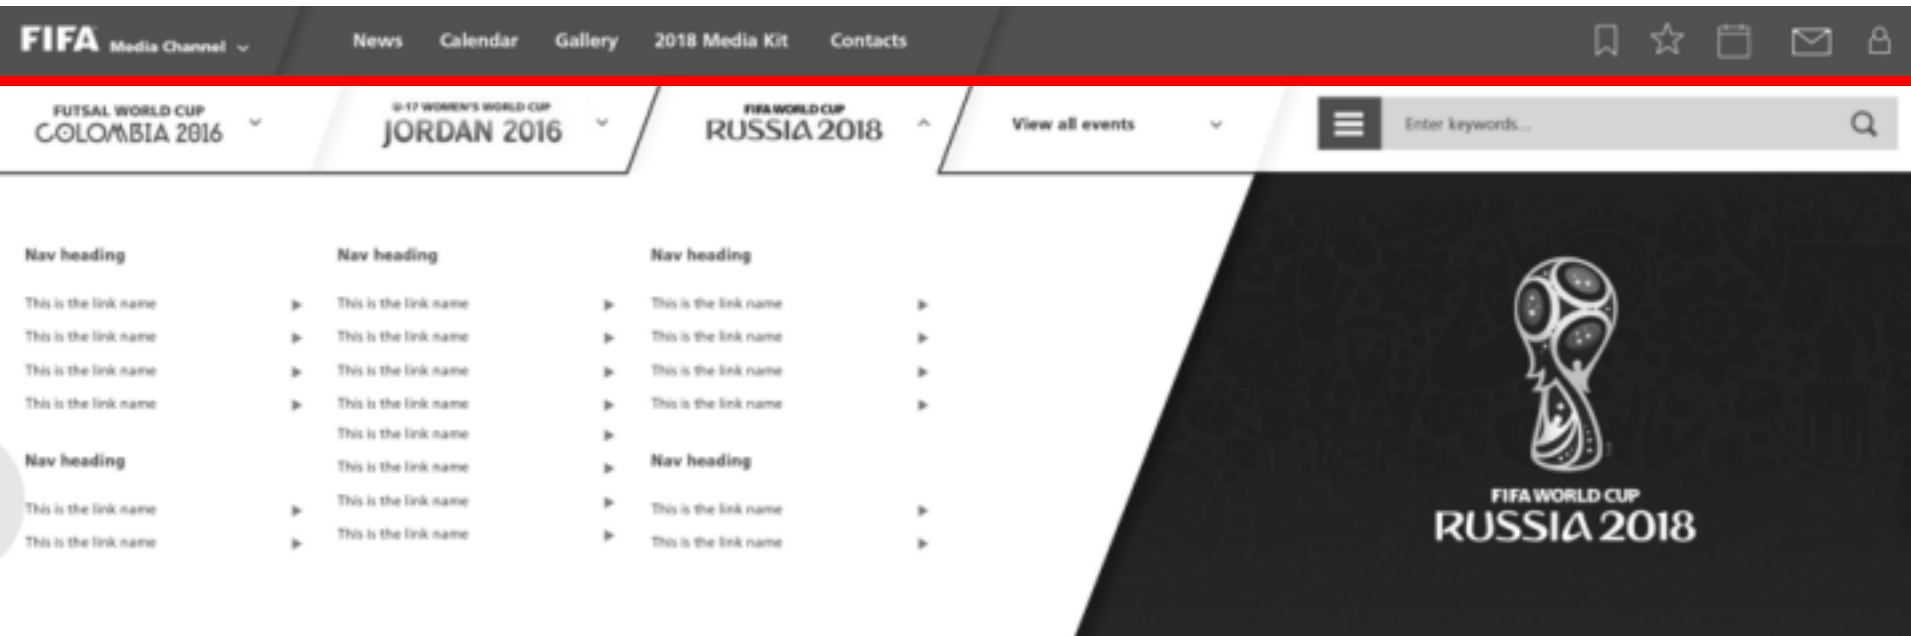 FIFA Media Channel
News Calendar Gallery 2018 Media Kit Contacts
FUTSAL WORLD CUP
COLOMBIA 2016
U-17 WOMEN'S WORLD CUP
JORDAN 2016
FIFA WORLD CUP
RUSSIA 2018
View all events
Enter keywords...
Nav heading
This is the link name
This is the link name
This is the link name
This is the link name
Nav heading
This is the link name
This is the link name
Nav heading
This is the link name
This is the link name
This is the link name
This is the link name
This is the link name
This is the link name
This is the link name
This is the link name
Nav heading
This is the link name
This is the link name
This is the link name
This is the link name
Nav heading
This is the link name
This is the link name
FIFA WORLD CUP
RUSSIA 2018